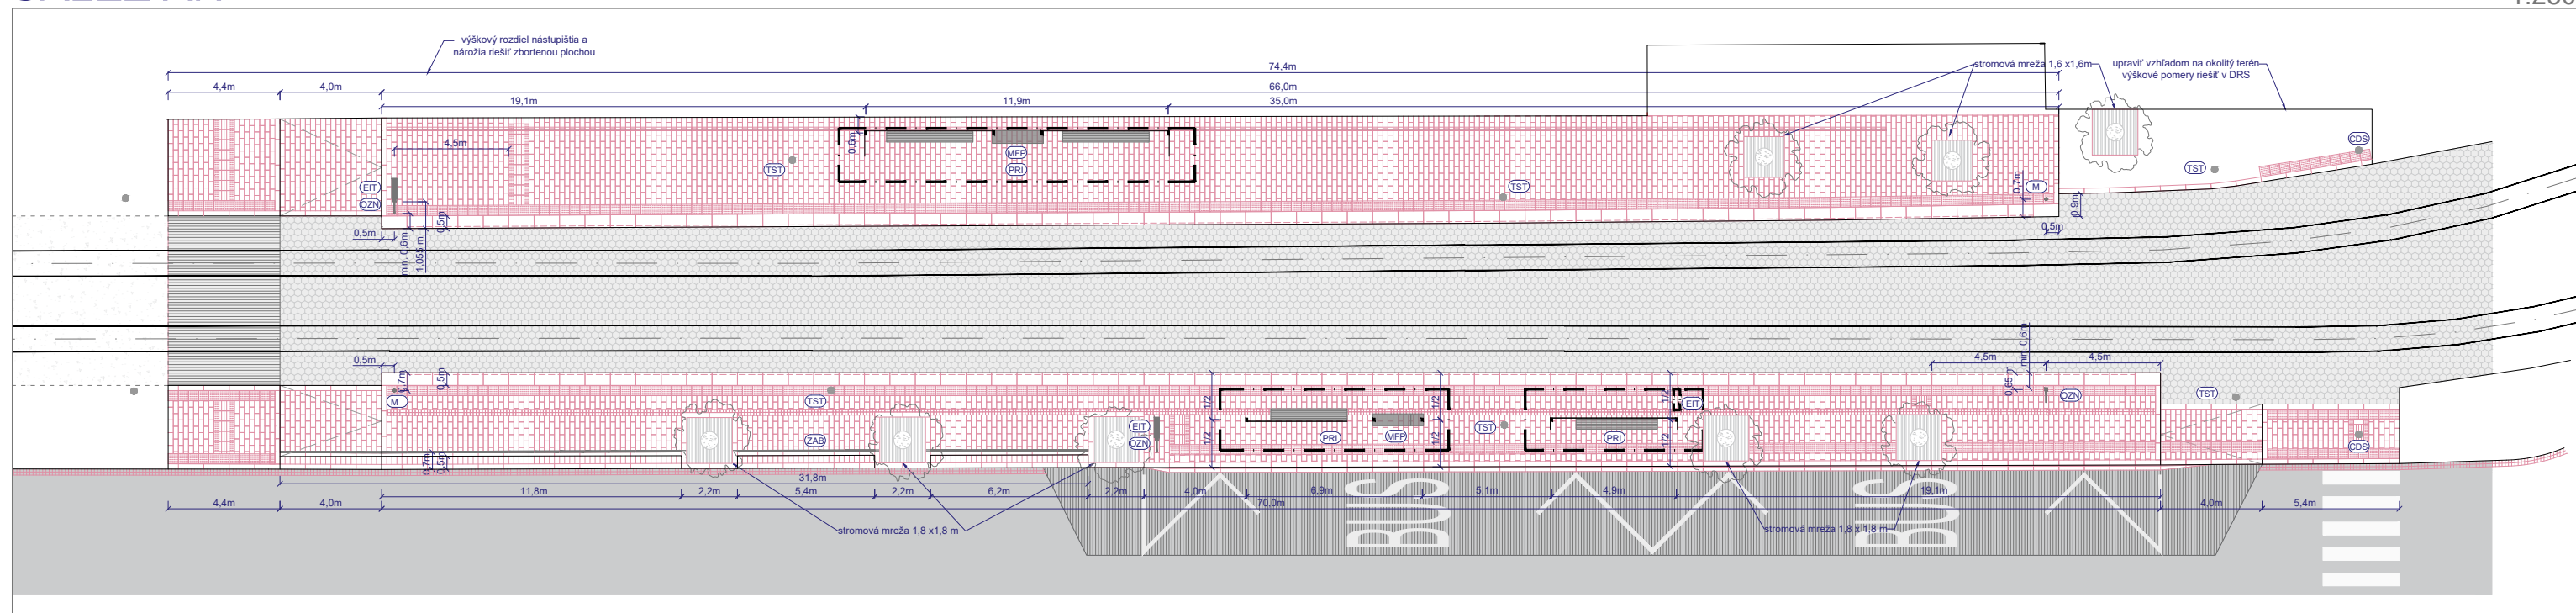 výškový rozdiel nástupišťia a
nárožia riešiť zbortenou plochou
74,4m
stromová mreža 1,6 x1,6m
upraviť vzhľadom na okolitý terén
výškové pomery riešiť v DRS
4,4m
4,0m
66,0m
19,1m
11,9m
35,0m
4,5m
0,6m
TST
MFP
PRI
EIT
OZN
TST
M
0,7m
0,9m
TST
CDS
0,5m
min. 0,6m
1,055 m
0,5m
0,5m
0,5m
0,7m
0,5m
M
TST
ZAB
EIT
OZN
1/2
1/2
PRI
MFP
1/2
1/2
TST
PRI
1/2
1/2
EIT
4,5m
min. 0,6m
4,5m
0,65m
OZN
TST
CDS
0,7m
0,5m
31,8m
11,8m
2,2m
5,4m
2,2m
6,2m
2,2m
4,0m
6,9m
5,1m
4,9m
19,1m
4,4m
4,0m
70,0m
4,0m
5,4m
BUS
BUS
stromová mreža 1,8 x1,8 m
stromová mreža 1,8 x 1,8 m